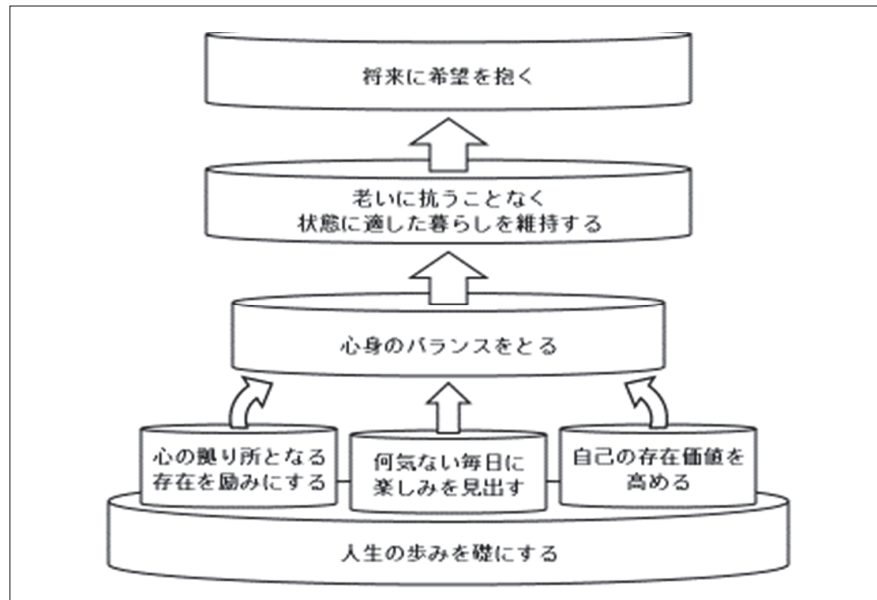 将来に希望を抱く
老いに抗うことなく
状態に適した暮らしを維持する
心身のバランスをとる
心の拠り所となる
存在を励みにする
何気ない毎日に
楽しみを見出す
自己の存在価値を
高める
人生の歩みを礎にする